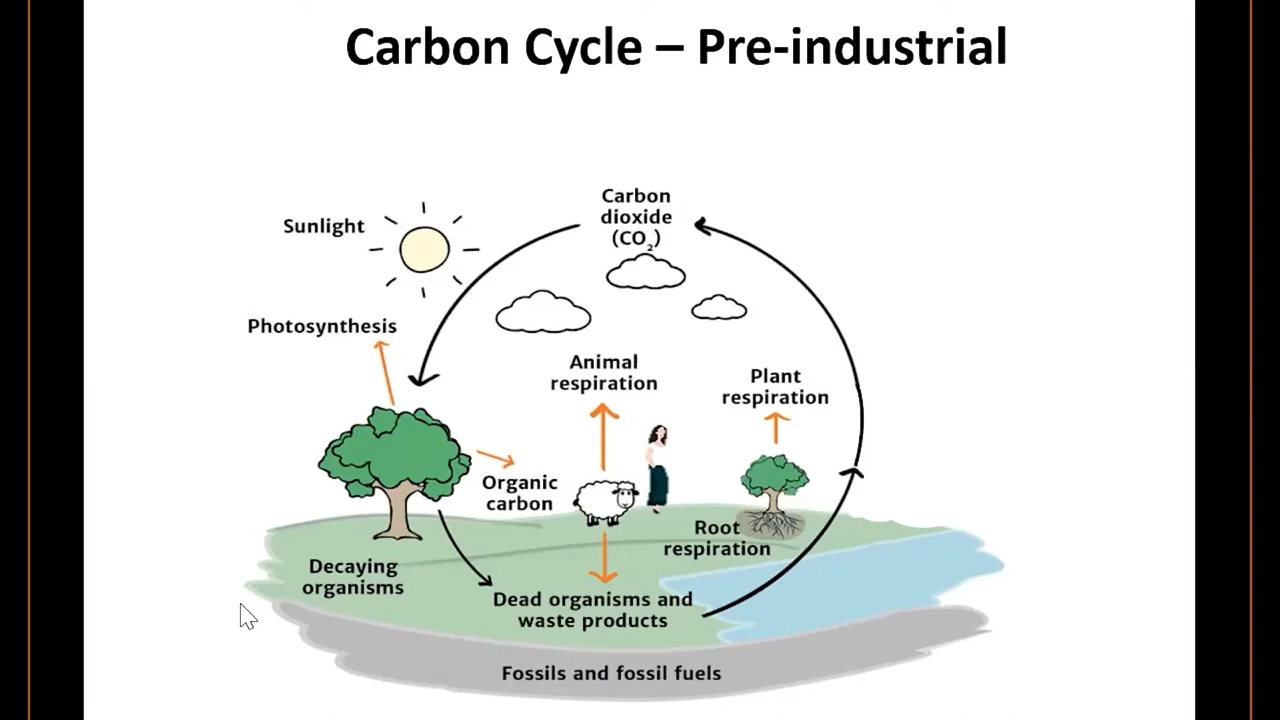 Carbon Cycle – Pre-industrial
Carbon
dioxide
(CO₂)
Sunlight
Photosynthesis
Animal
respiration
Plant
respiration
Organic
carbon
Root
respiration
Decaying
organisms
Dead organisms and
waste products
Fossils and fossil fuels